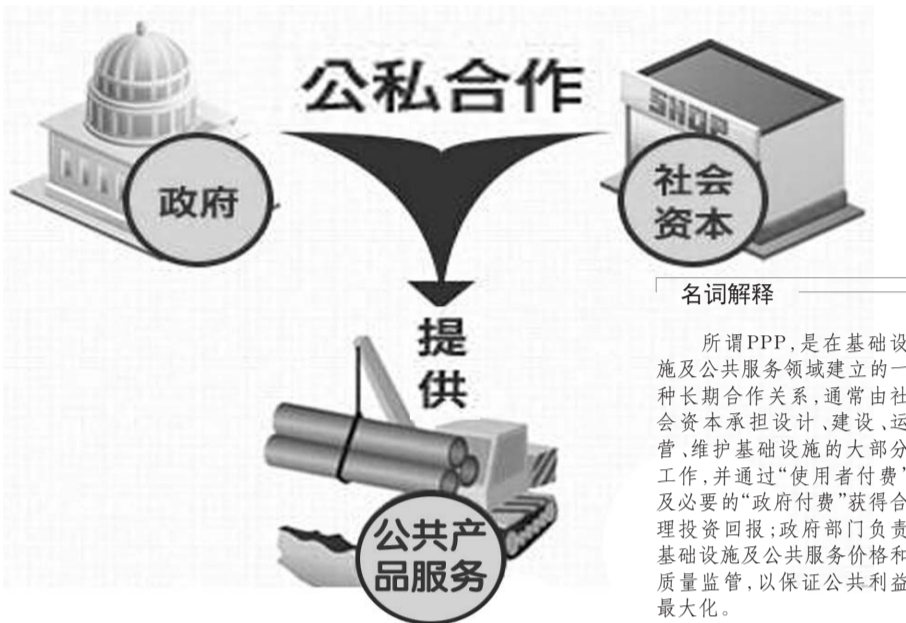 公私合作
SHOP
政府
社会
资本
提
供
公共产
品服务
名词解释
所谓PPP，是在基础设
施及公共服务领域建立的一
种长期合作关系，通常由社
会资本承担设计、建设、运
营、维护基础设施的大部分
工作，并通过“使用者付费”
及必要的“政府付费”获得合
理投资回报；政府部门负责
基础设施及公共服务价格和
质量监管，以保证公共利益
最大化。